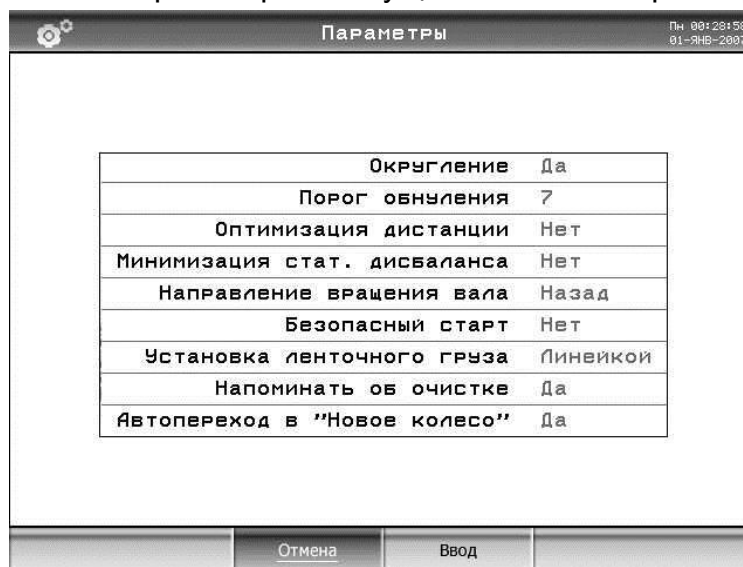 Параметры
Пн 00:28:58
01-ЯНВ-2007
Округление Да
Порог обнуления 7
Оптимизация дистанции Нет
Минимизация стат. дисбаланса Нет
Направление вращения вала Назад
Безопасный старт Нет
Установка ленточного груза Линейкой
Напоминать об очистке Да
Автопереход в "Новое колесо" Да
Отмена Ввод